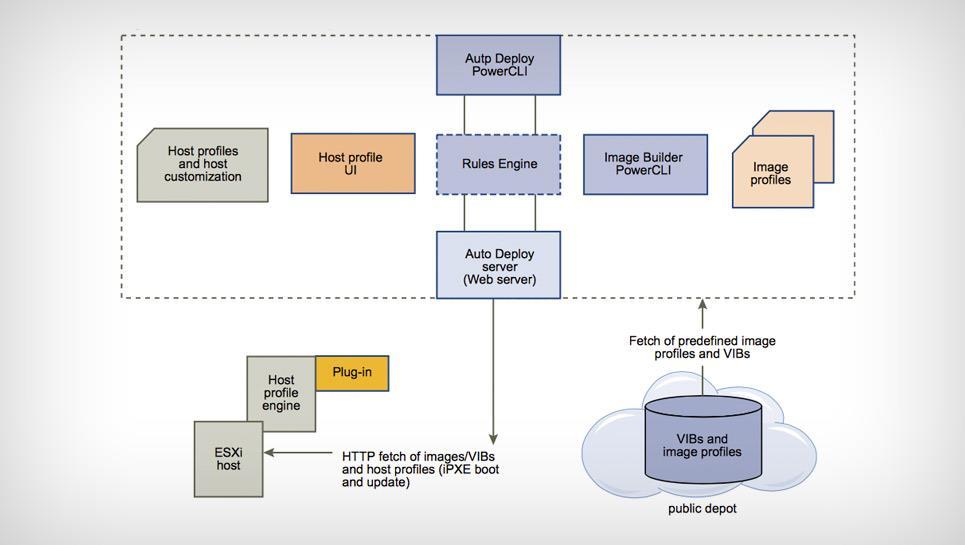 Autp Deploy
PowerCLI
Host profiles
and host
customization
Host profile
UI
Rules Engine
Image Builder
PowerCLI
Image
profiles
Auto Deploy
server
(Web server)
Fetch of predefined image
profiles and VIBs
Host
profile
engine
Plug-in
ESXi
host
HTTP fetch of images/VIBs
and host profiles (iPXE boot
and update)
VIBs and
image profiles
public depot